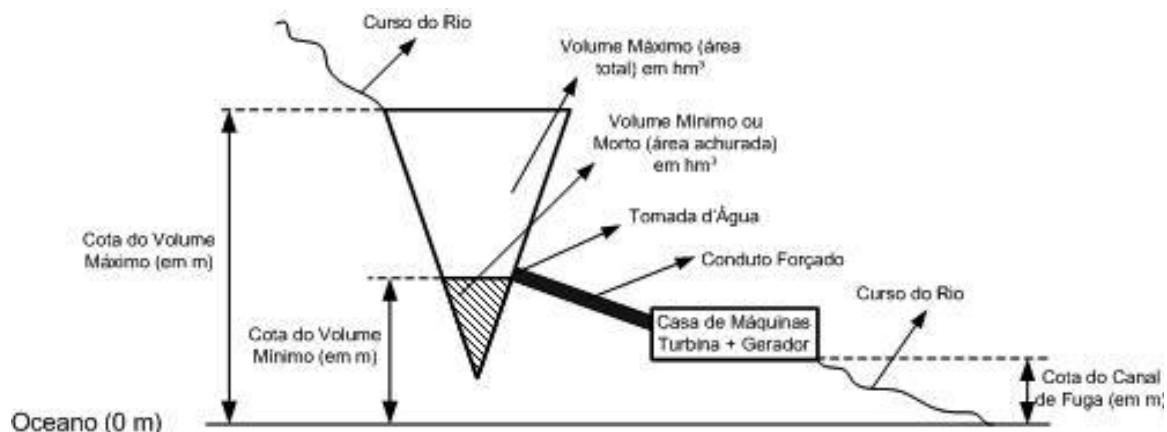 Curso do Rio
Volume Máximo (área
total) em hm³
Volume Mínimo ou
Morto (área achurada)
em hm³
Tomada d'Água
Cota do Volume
Máximo (em m)
Conduto Forçado
Curso do Rio
Casa de Máquinas
Turbina + Gerador
Cota do Volume
Mínimo (em m)
Cota do Canal
de Fuga (em m)
Oceano (0 m)